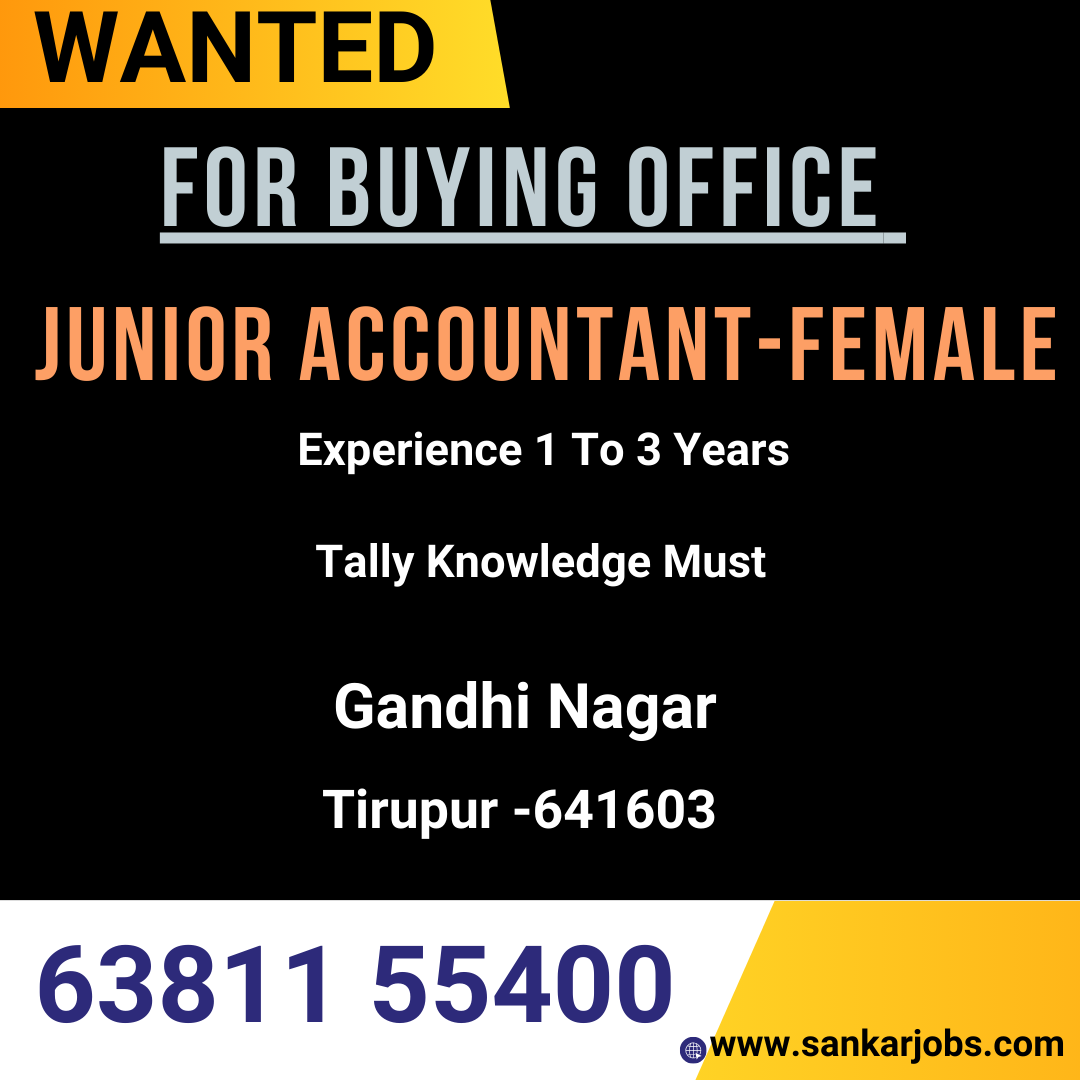 WANTED
FOR BUYING OFFICE
JUNIOR ACCOUNTANT-FEMALE
Experience 1 To 3 Years
Tally Knowledge Must
Gandhi Nagar
Tirupur -641603
63811 55400
www.sankarjobs.com